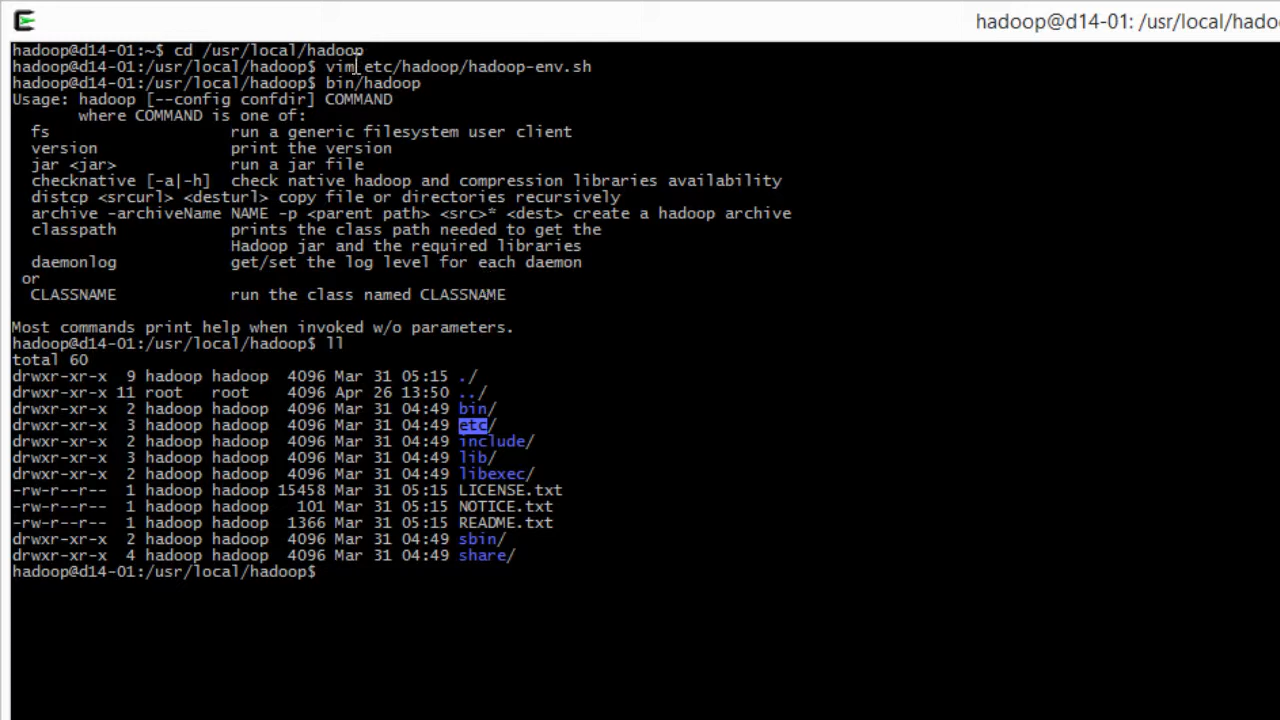 hadoop@d14-01: /usr/local/hadoo
hadoop@d14-01:~$ cd /usr/local/hadoop
hadoop@d14-01:/usr/local/hadoop$ vim etc/hadoop/hadoop-env.sh
hadoop@d14-01:/usr/local/hadoop$ bin/hadoop
Usage: hadoop [--config confdir] COMMAND
       where COMMAND is one of:
  fs                   run a generic filesystem user client
  version              print the version
  jar <jar>            run a jar file
  checknative [-a|-h]  check native hadoop and compression libraries availability
  distcp <srcurl> <desturl> copy file or directories recursively
  archive -archiveName NAME -p <parent path> <src>* <dest> create a hadoop archive
  classpath            prints the class path needed to get the
                       Hadoop jar and the required libraries
  daemonlog            get/set the log level for each daemon
 or
  CLASSNAME            run the class named CLASSNAME
Most commands print help when invoked w/o parameters.
hadoop@d14-01:/usr/local/hadoop$ ll
total 60
drwxr-xr-x  9 hadoop hadoop  4096 Mar 31 05:15 ./
drwxr-xr-x 11 root   root    4096 Apr 26 13:50 ../
drwxr-xr-x  2 hadoop hadoop  4096 Mar 31 04:49 bin/
drwxr-xr-x  3 hadoop hadoop  4096 Mar 31 04:49 etc/
drwxr-xr-x  2 hadoop hadoop  4096 Mar 31 04:49 include/
drwxr-xr-x  3 hadoop hadoop  4096 Mar 31 04:49 lib/
drwxr-xr-x  2 hadoop hadoop  4096 Mar 31 04:49 libexec/
-rw-r--r--  1 hadoop hadoop 15458 Mar 31 05:15 LICENSE.txt
-rw-r--r--  1 hadoop hadoop   101 Mar 31 05:15 NOTICE.txt
-rw-r--r--  1 hadoop hadoop  1366 Mar 31 05:15 README.txt
drwxr-xr-x  2 hadoop hadoop  4096 Mar 31 04:49 sbin/
drwxr-xr-x  4 hadoop hadoop  4096 Mar 31 04:49 share/
hadoop@d14-01:/usr/local/hadoop$